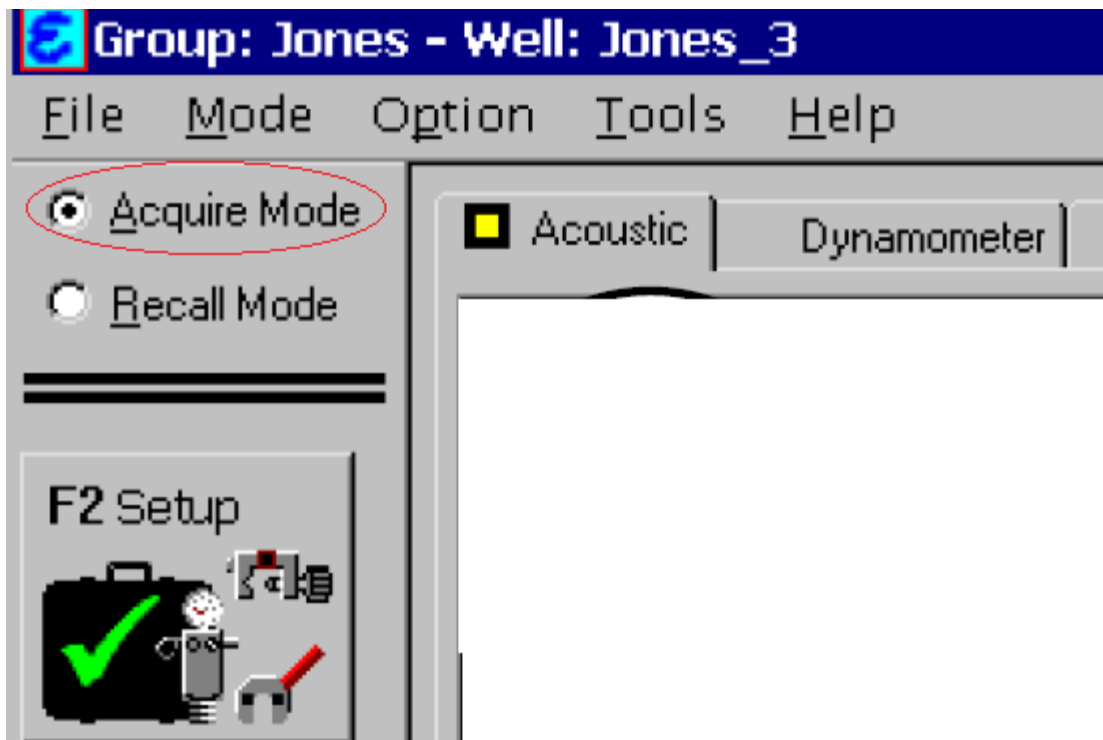 Group: Jones - Well: Jones_3
File Mode Option Tools Help
Acquire Mode
Recall Mode
Acoustic Dynamometer
F2 Setup